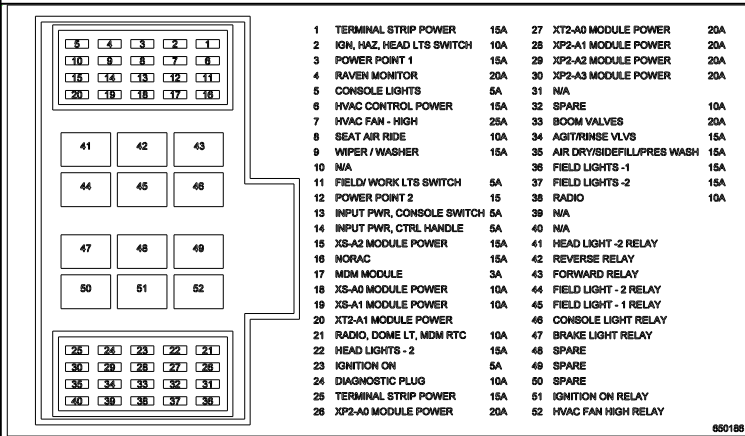 5 4 3 2 1
10 9 8 7 6
15 14 13 12 11
20 19 18 17 16
41 42 43
44 45 46
47 48 49
50 51 52
25 24 23 22 21
30 29 28 27 26
35 34 33 32 31
40 39 38 37 36
1 TERMINAL STRIP POWER 15A
2 IGN, HAZ, HEAD LTS SWITCH 10A
3 POWER POINT 1 15A
4 RAVEN MONITOR 20A
5 CONSOLE LIGHTS 5A
6 HVAC CONTROL POWER 15A
7 HVAC FAN - HIGH 25A
8 SEAT AIR RIDE 10A
9 WIPER / WASHER 15A
10 N/A
11 FIELD/ WORK LTS SWITCH 5A
12 POWER POINT 2 15
13 INPUT PWR, CONSOLE SWITCH 5A
14 INPUT PWR, CTRL HANDLE 5A
15 XS-A2 MODULE POWER 15A
16 NORAC 15A
17 MDM MODULE 3A
18 XS-A0 MODULE POWER 10A
19 XS-A1 MODULE POWER 10A
20 XT2-A1 MODULE POWER
21 RADIO, DOME LT, MDM RTC 10A
22 HEAD LIGHTS - 2 15A
23 IGNITION ON 5A
24 DIAGNOSTIC PLUG 10A
25 TERMINAL STRIP POWER 15A
26 XP2-A0 MODULE POWER 20A
27 XT2-A0 MODULE POWER 20A
28 XP2-A1 MODULE POWER 20A
29 XP2-A2 MODULE POWER 20A
30 XP2-A3 MODULE POWER 20A
31 N/A
32 SPARE 10A
33 BOOM VALVES 20A
34 AGIT/RINSE VLVS 15A
35 AIR DRY/SIDEFILL/PRES WASH 15A
36 FIELD LIGHTS -1 15A
37 FIELD LIGHTS -2 15A
38 RADIO 10A
39 N/A
40 N/A
41 HEAD LIGHT -2 RELAY
42 REVERSE RELAY
43 FORWARD RELAY
44 FIELD LIGHT - 2 RELAY
45 FIELD LIGHT - 1 RELAY
46 CONSOLE LIGHT RELAY
47 BRAKE LIGHT RELAY
48 SPARE
49 SPARE
50 SPARE
51 IGNITION ON RELAY
52 HVAC FAN HIGH RELAY
650186